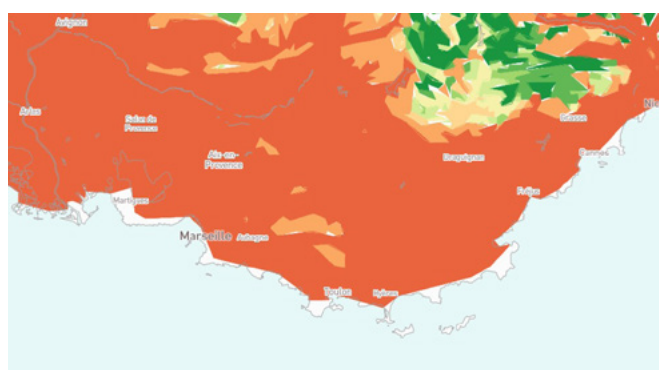 Avignon
Arles
Salon de
Provence
Aix-en-
Provence
Draguignan
Grasse
Cannes
Fréjus
Martigues
Marseille
Aubagne
Toulon
Hyères